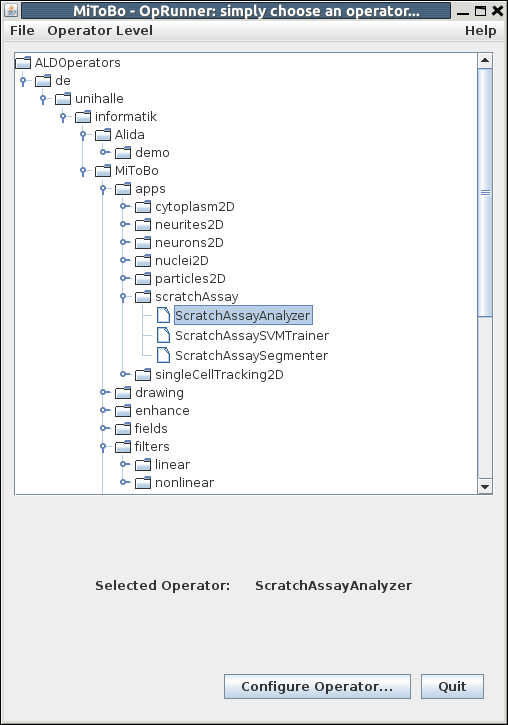 MiToBo - OpRunner: simply choose an operator...
File Operator Level Help
ALDOperators
de
unihalle
informatik
Alida
demo
MiToBo
apps
cytoplasm2D
neurites2D
neurons2D
nuclei2D
particles2D
scratchAssay
ScratchAssayAnalyzer
ScratchAssaySVMTrainer
ScratchAssaySegmenter
singleCellTracking2D
drawing
enhance
fields
filters
linear
nonlinear
Selected Operator: ScratchAssayAnalyzer
Configure Operator... Quit